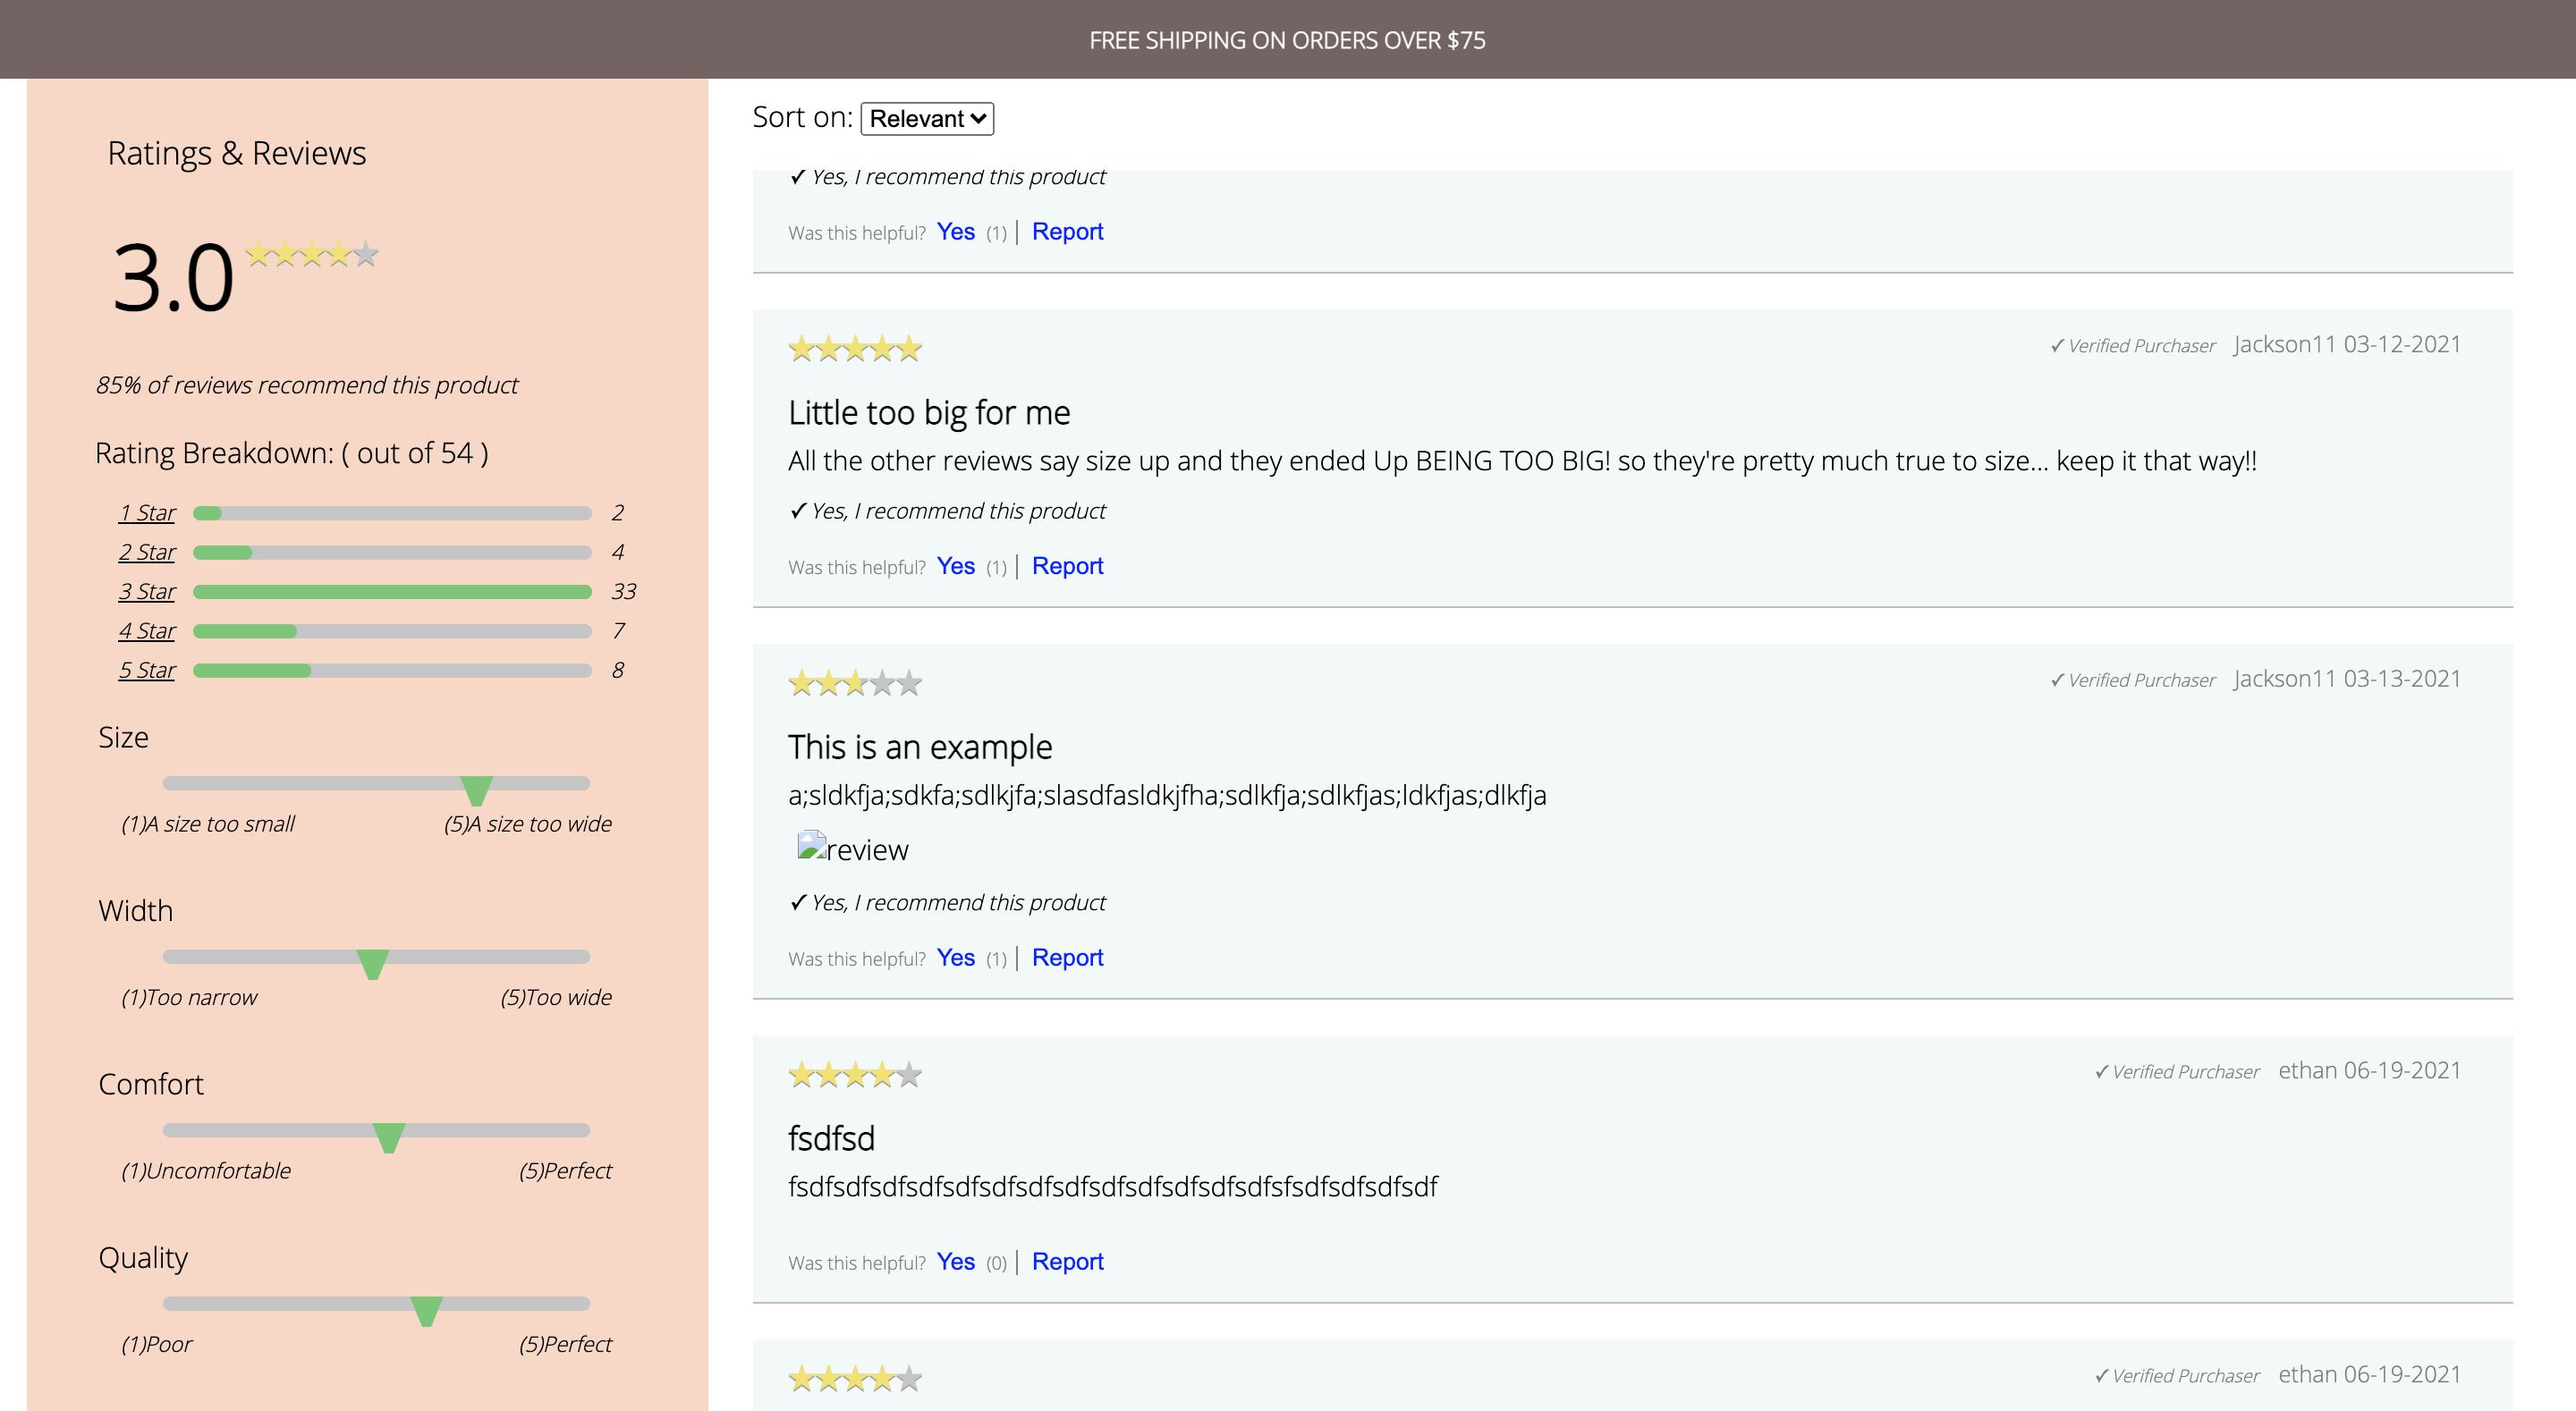 FREE SHIPPING ON ORDERS OVER $75
Ratings & Reviews
3.0
85% of reviews recommend this product
Rating Breakdown: ( out of 54 )
1 Star 2
2 Star 4
3 Star 33
4 Star 7
5 Star 8
Size
(1)A size too small (5)A size too wide
Width
(1)Too narrow (5)Too wide
Comfort
(1)Uncomfortable (5)Perfect
Quality
(1)Poor (5)Perfect
Sort on: Relevant
✓ Yes, I recommend this product
Was this helpful? Yes (1) | Report
✓ Verified Purchaser Jackson11 03-12-2021
Little too big for me
All the other reviews say size up and they ended Up BEING TOO BIG! so they're pretty much true to size... keep it that way!!
✓ Yes, I recommend this product
Was this helpful? Yes (1) | Report
✓ Verified Purchaser Jackson11 03-13-2021
This is an example
a;sldkfja;sdkfa;sdlkjfa;slasdfasldkjfha;sdlkfja;sdlkfjas;ldkfjas;dlkfja
review
✓ Yes, I recommend this product
Was this helpful? Yes (1) | Report
✓ Verified Purchaser ethan 06-19-2021
fsdfsd
fsdfsdfsdfsdfsdfsdfsdfsdfsdfsdfsdfsdfsdfsfsdfsdfsdfsdf
Was this helpful? Yes (0) | Report
✓ Verified Purchaser ethan 06-19-2021